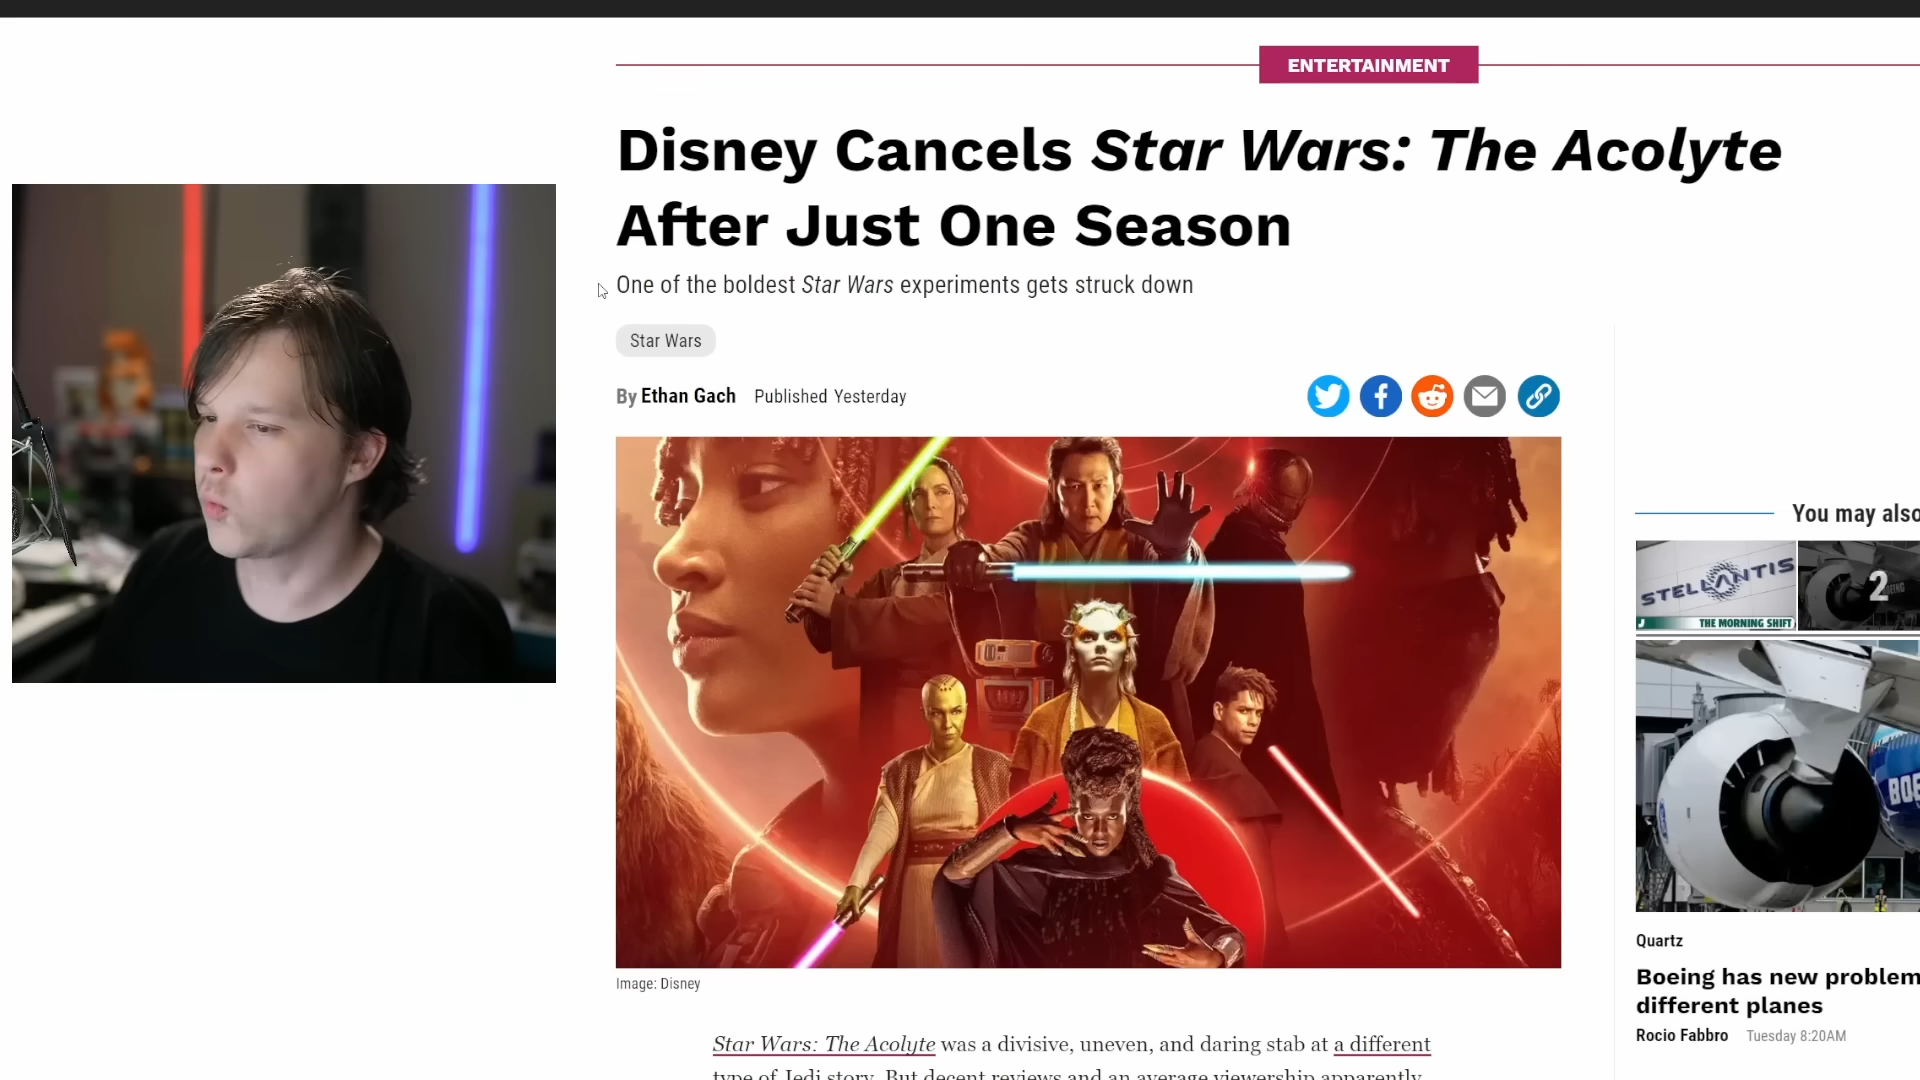 ENTERTAINMENT
Disney Cancels Star Wars: The Acolyte
After Just One Season
One of the boldest Star Wars experiments gets struck down
Star Wars
By Ethan Gach Published Yesterday
You may also
STELLANTIS
2
J THE MORNING SHIFT
BOE
Image: Disney
Quartz
Boeing has new problem
different planes
Rocio Fabbro Tuesday 8:20AM
Star Wars: The Acolyte was a divisive, uneven, and daring stab at a different
type of Jedi story. But decent reviews and an average viewership apparently